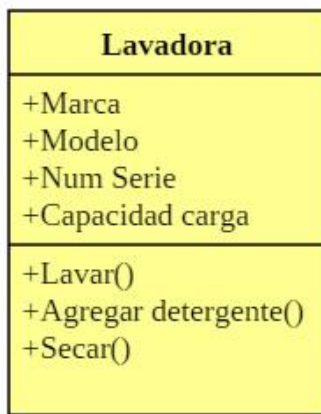 Lavadora
+Marca
+Modelo
+Num Serie
+Capacidad carga
+Lavar()
+Agregar detergente()
+Secar()